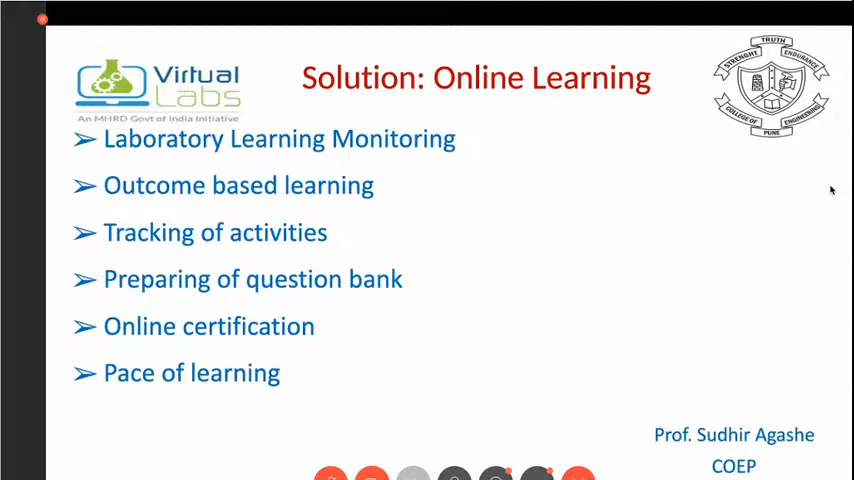 Virtual
Labs
An MHRD Govt of India Initiative
Solution: Online Learning
TRUTH
STRENGHT
ENDURANCE
COLLEGE OF
ENGINEERING
PUNE
➢ Laboratory Learning Monitoring
➢ Outcome based learning
➢ Tracking of activities
➢ Preparing of question bank
➢ Online certification
➢ Pace of learning
Prof. Sudhir Agashe
COEP